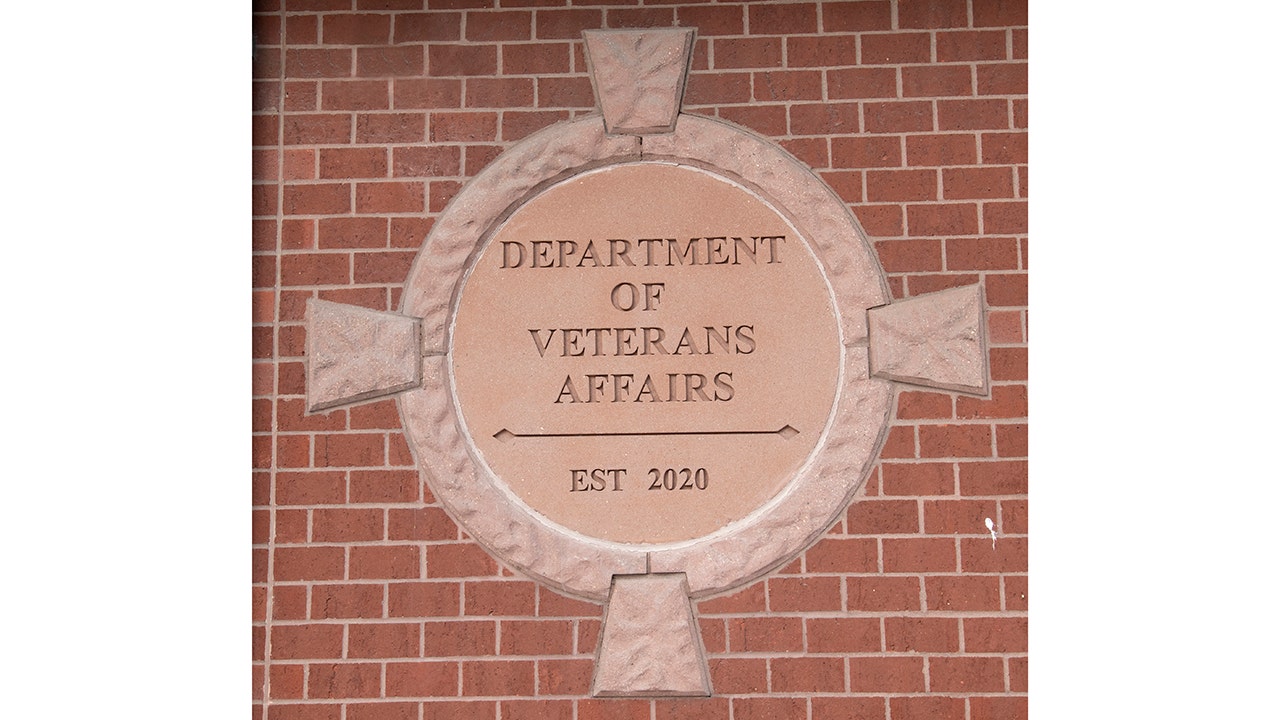 DEPARTMENT
OF
VETERANS
AFFAIRS
EST 2020